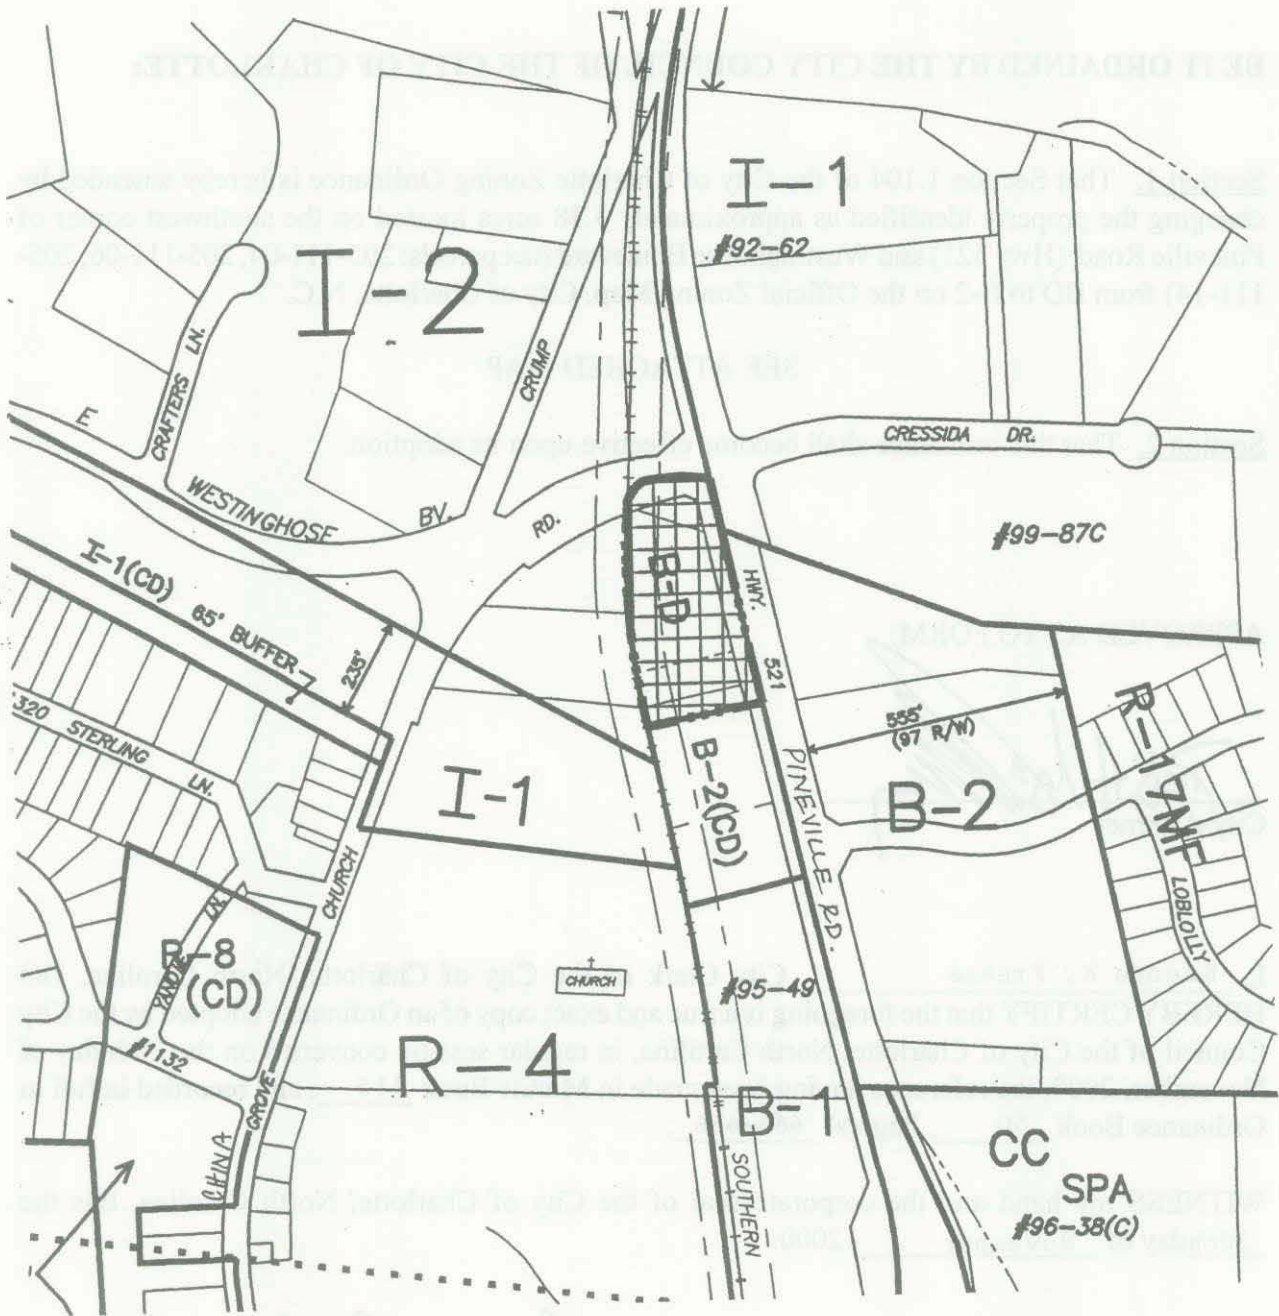 I-1
#92-62
I-2
CRAFTERS LN.
CRUMP
E
WESTINGHOSE
BV.
RD.
CRESSIDA DR.
#99-87C
I-1(CD)
65' BUFFER
235'
B-D
HWY.
521
555'
(97 R/W)
R-17MF
320 STERLING LN.
I-1
B-2(CD)
PINEVILLE RD.
B-2
LOBLOLLY
CHURCH
DR.
R-8
(CD)
#1132
CHURCH
#95-49
R-4
GROVE
B-1
CC
SPA
#96-38(C)
SOUTHERN